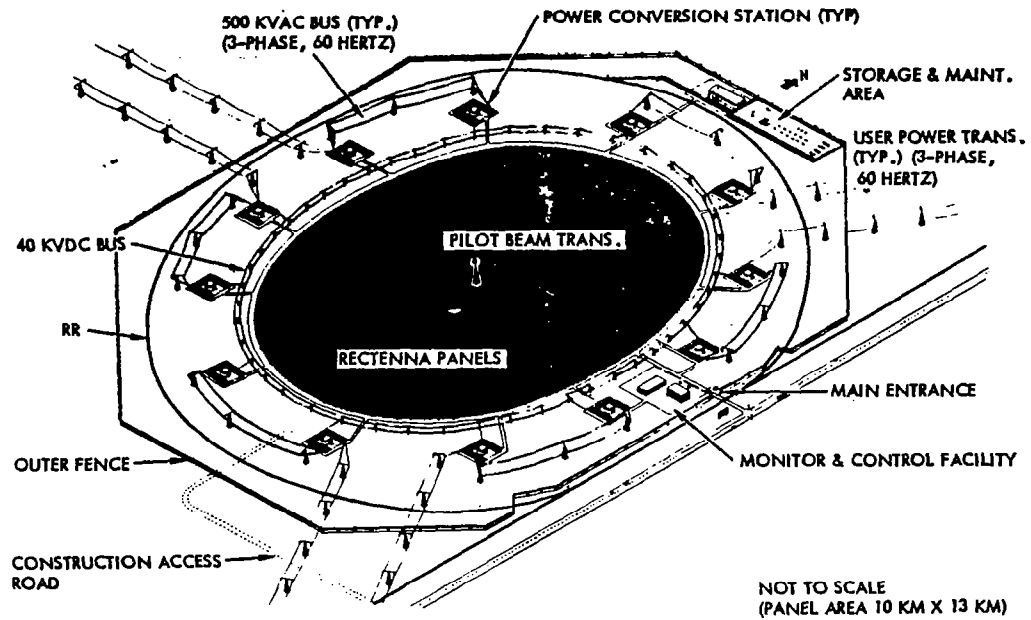 500 KVAC BUS (TYP.)
(3-PHASE, 60 HERTZ)
POWER CONVERSION STATION (TYP)
N
STORAGE & MAINT.
AREA
USER POWER TRANS.
(TYP.) (3-PHASE,
60 HERTZ)
40 KVDC BUS
PILOT BEAM TRANS.
RR
RECTENNA PANELS
MAIN ENTRANCE
OUTER FENCE
MONITOR & CONTROL FACILITY
CONSTRUCTION ACCESS
ROAD
NOT TO SCALE
(PANEL AREA 10 KM X 13 KM)